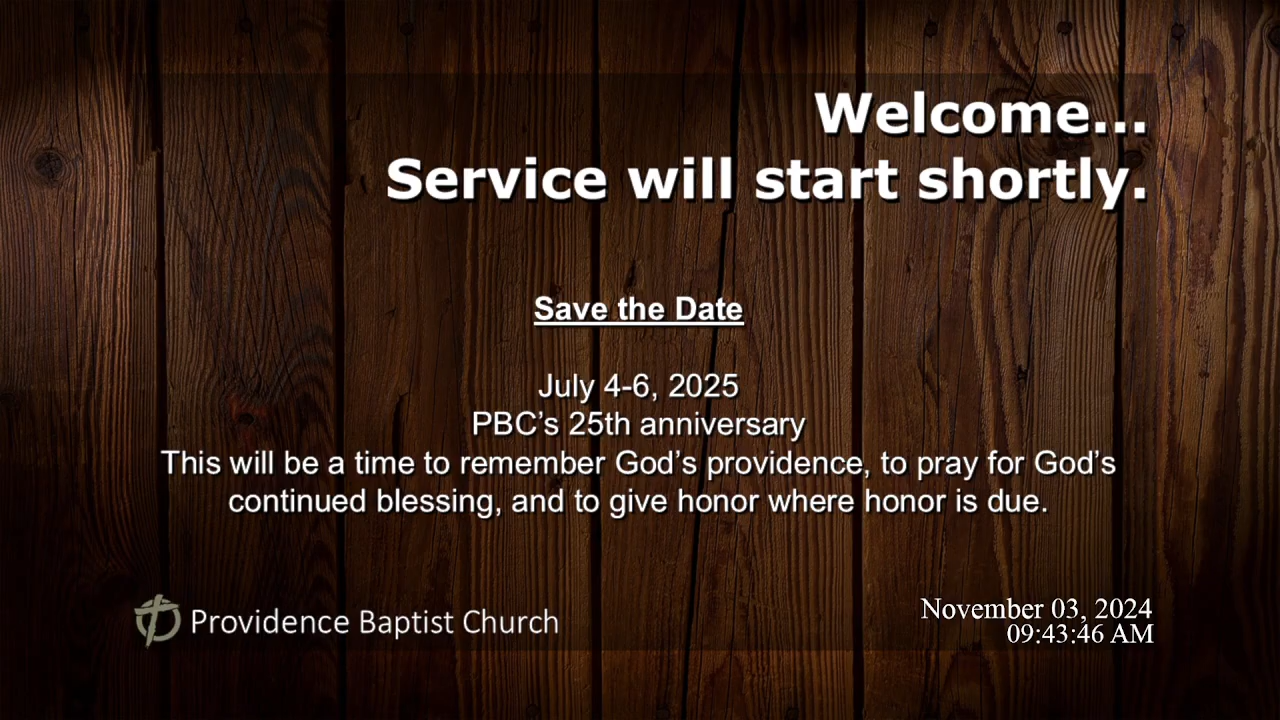 Welcome...
Service will start shortly.
Save the Date
July 4-6, 2025
PBC’s 25th anniversary
This will be a time to remember God’s providence, to pray for God’s
continued blessing, and to give honor where honor is due.
Providence Baptist Church
November 03, 2024
09:43:46 AM